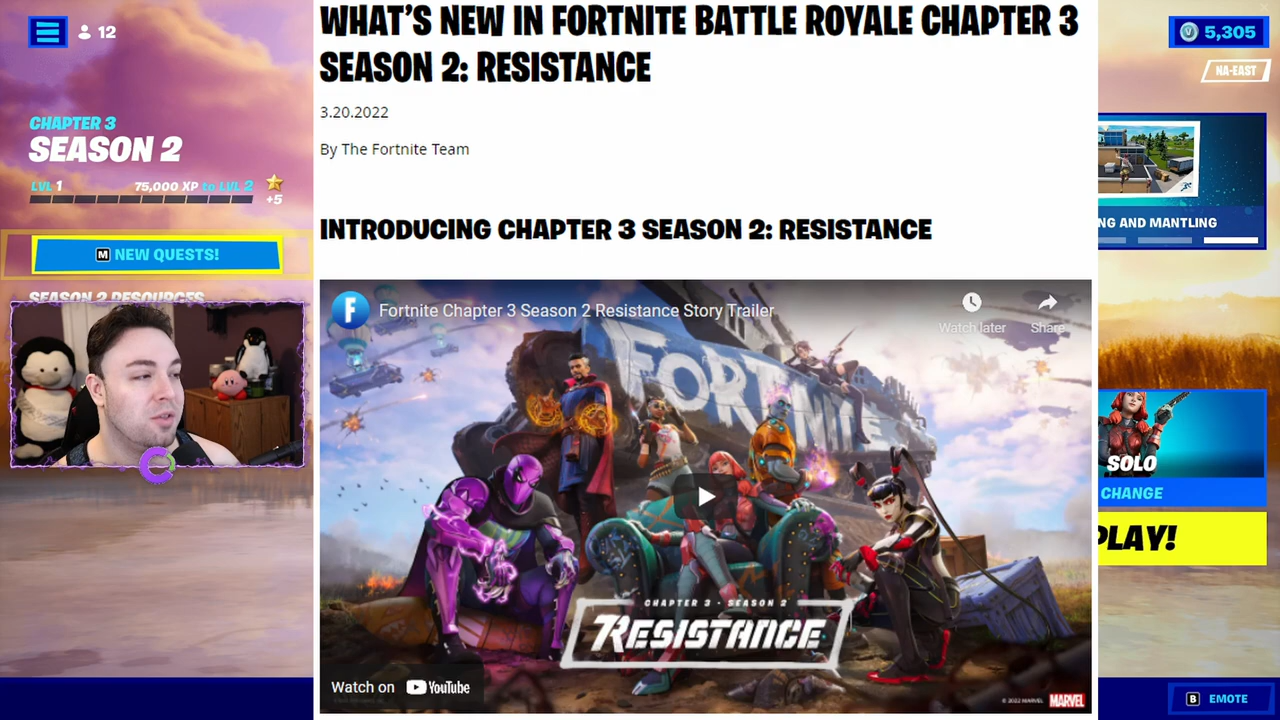 12
CHAPTER 3
SEASON 2
LVL 1
75,000 XP to LVL 2
+5
M NEW QUESTS!
SEASON 2 RESOURCES
WHAT'S NEW IN FORTNITE BATTLE ROYALE CHAPTER 3
SEASON 2: RESISTANCE
3.20.2022
By The Fortnite Team
INTRODUCING CHAPTER 3 SEASON 2: RESISTANCE
F
Fortnite Chapter 3 Season 2 Resistance Story Trailer
Watch later
Share
FORTNITE
CHAPTER 3 - SEASON 2
RESISTANCE
Watch on YouTube
© 2022 MARVEL MARVEL
V 5,305
NA-EAST
NG AND MANTLING
SOLO
CHANGE
PLAY!
B EMOTE